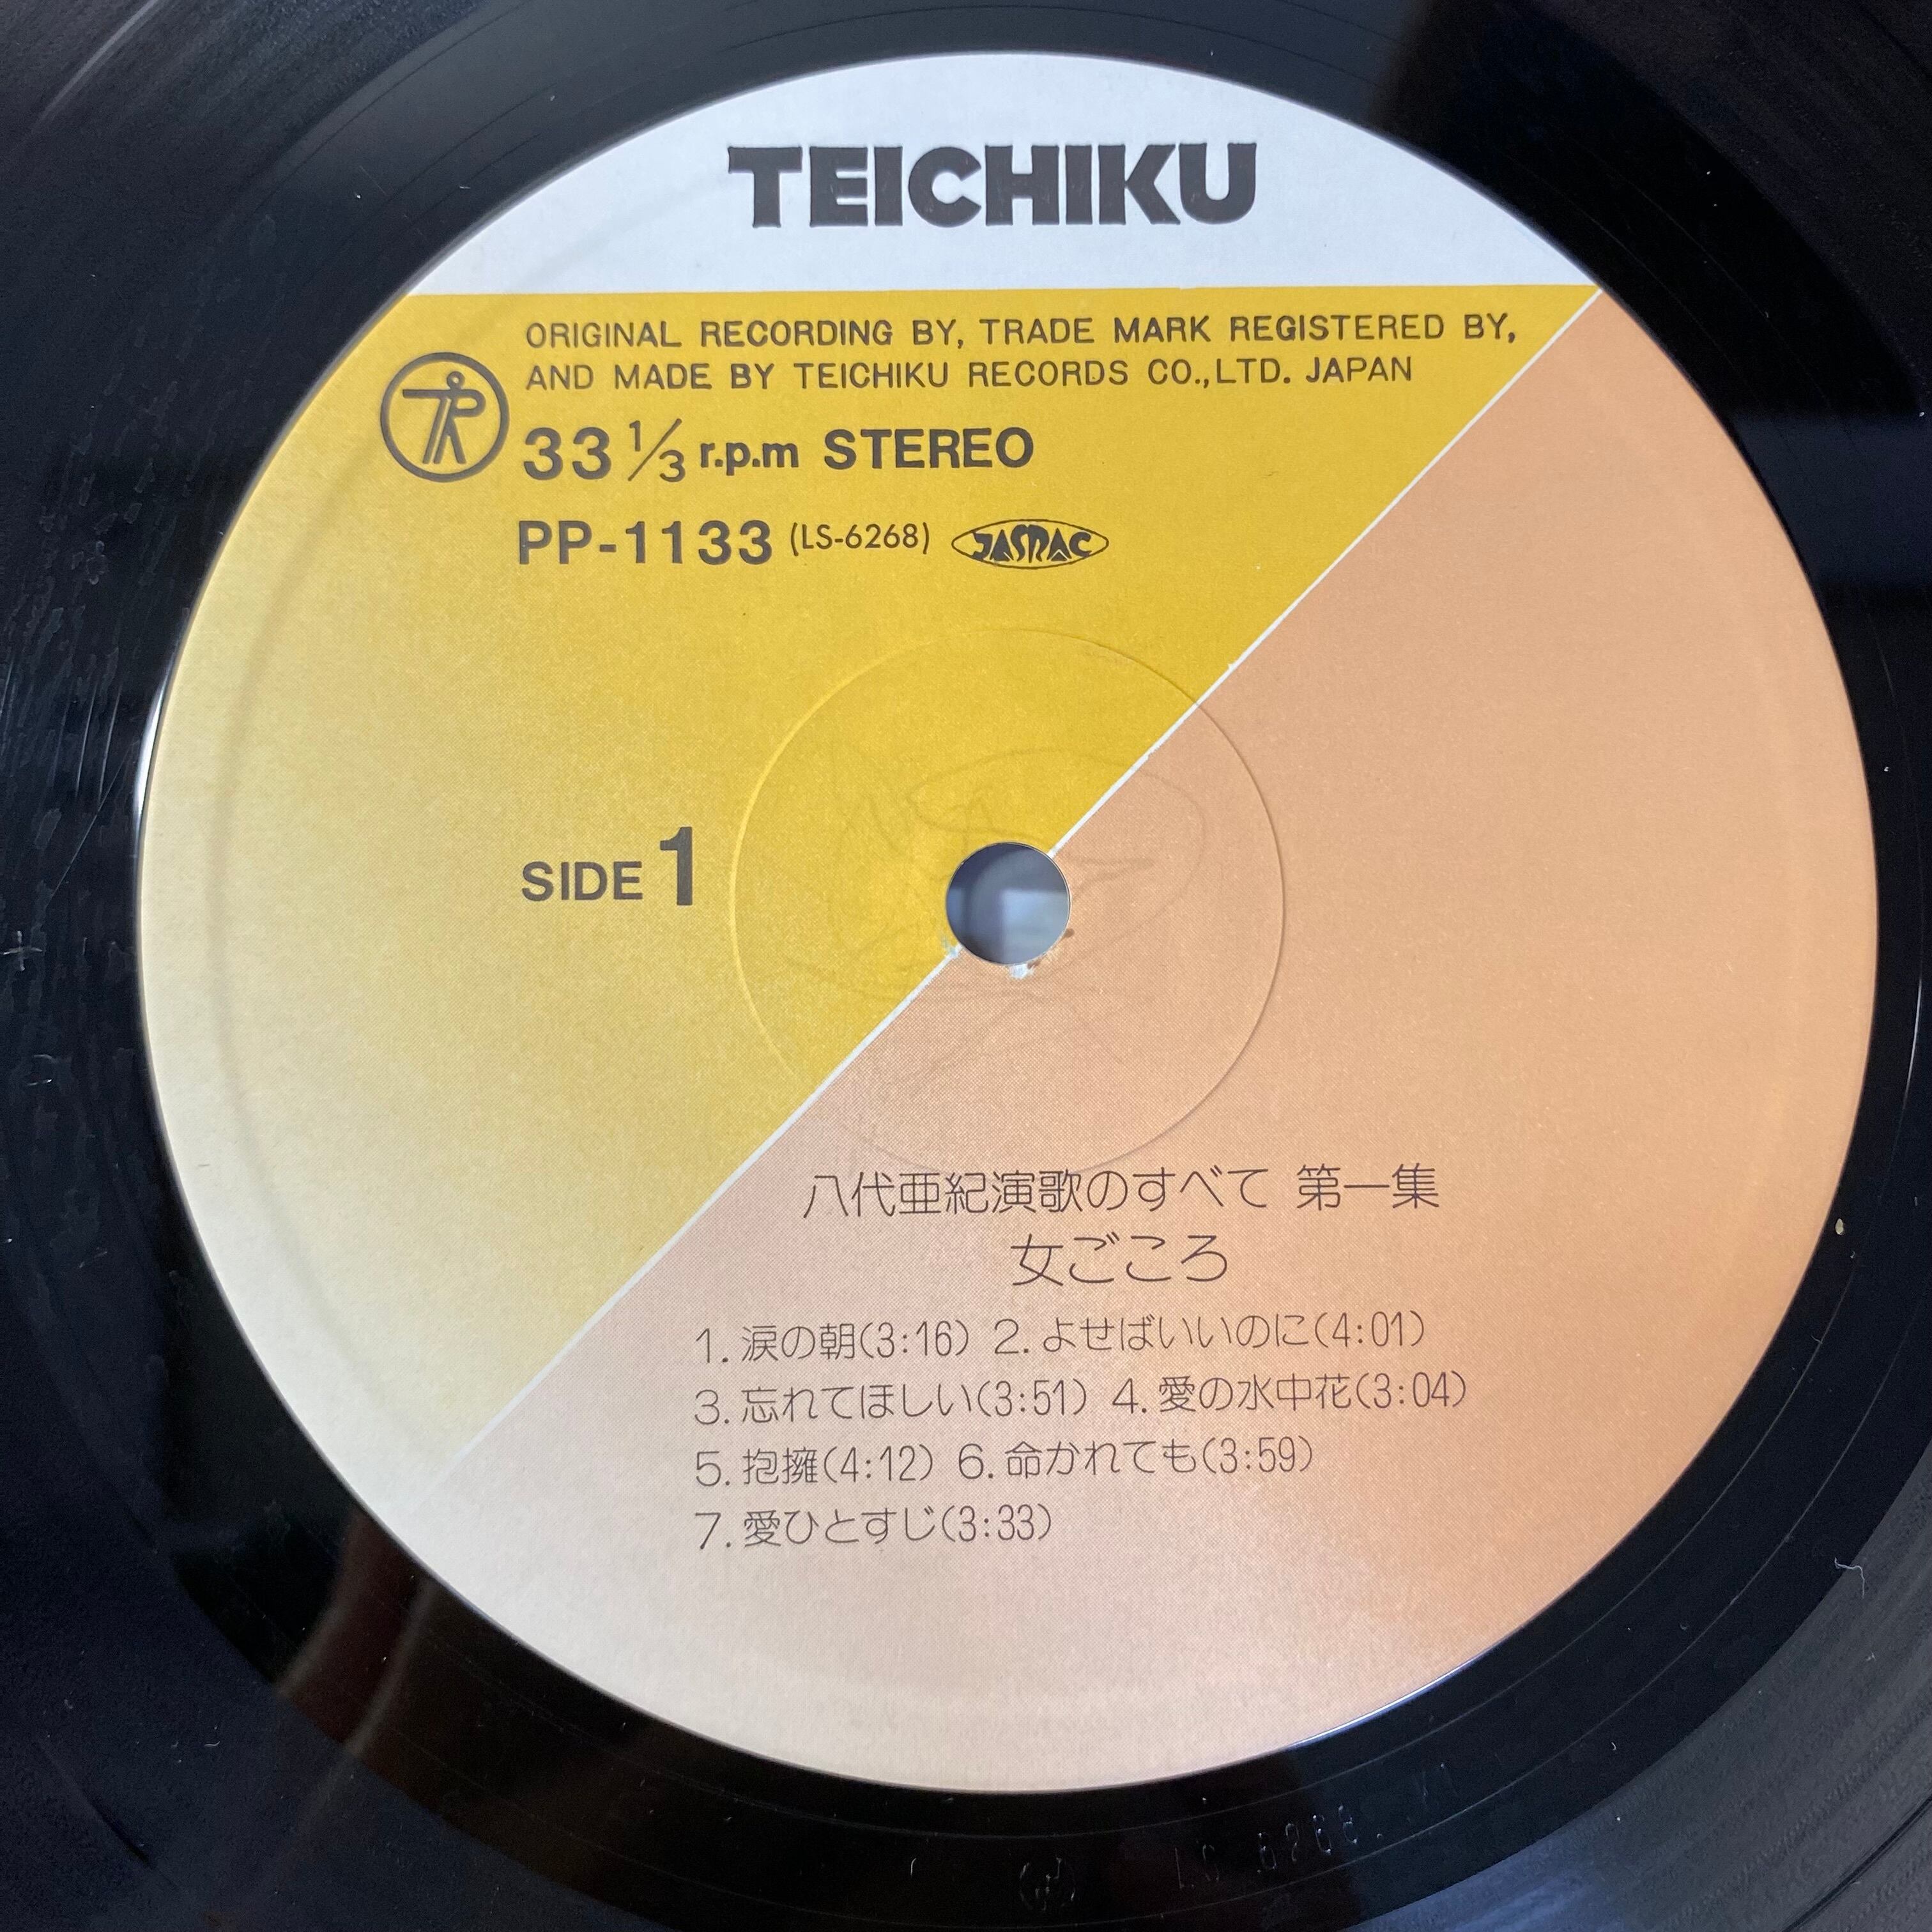 TEICHIKU
ORIGINAL RECORDING BY, TRADE MARK REGISTERED BY,
AND MADE BY TEICHIKU RECORDS CO.,LTD. JAPAN
33 1/3 r.p.m STEREO
PP-1133 (LS-6268) JASRAC
SIDE 1
八代亜紀演歌のすべて 第一集
女ごころ
1. 涙の朝(3:16) 2. よせばいいのに(4:01)
3. 忘れてほしい(3:51) 4. 愛の水中花(3:04)
5. 抱擁(4:12) 6. 命かれても(3:59)
7. 愛ひとすじ(3:33)